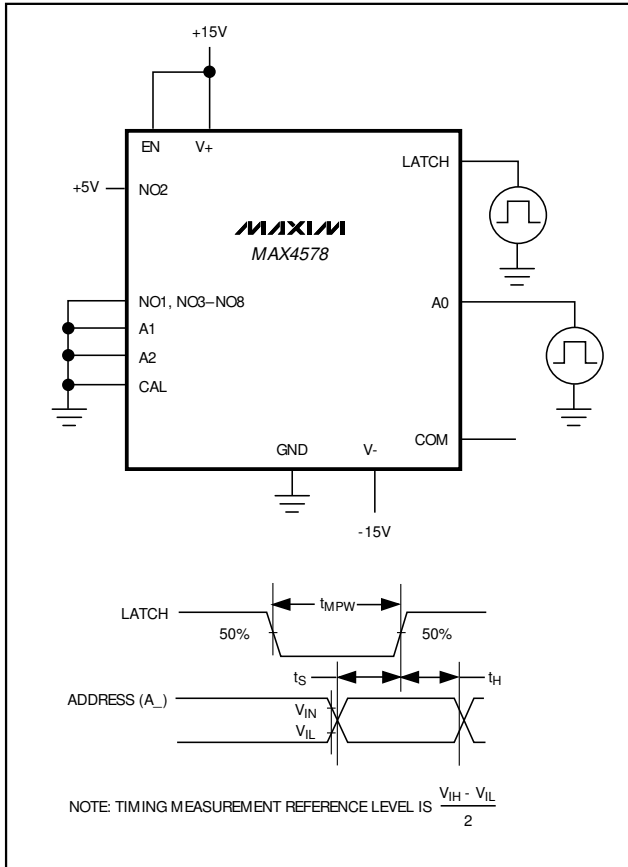 +15V
EN V+
LATCH
+5V NO2
MAXIM
MAX4578
NO1, NO3–NO8
A0
A1
A2
CAL
COM
GND V-
-15V
LATCH
tMPW
50% 50%
tS tH
ADDRESS (A_)
VIN
VIL
NOTE: TIMING MEASUREMENT REFERENCE LEVEL IS VIH - VIL
2